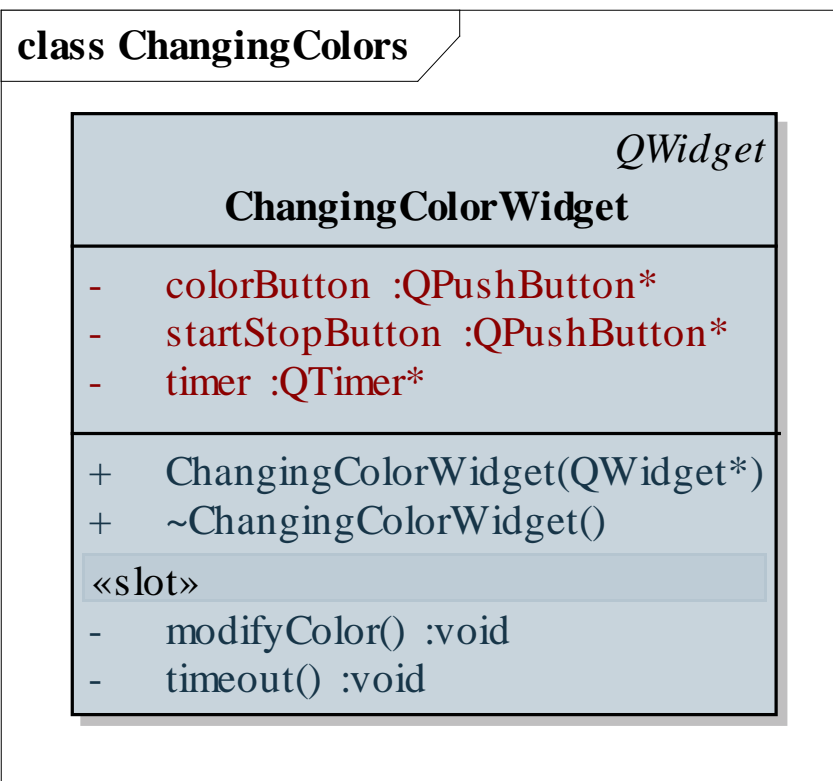 class ChangingColors
QWidget
ChangingColorWidget
- colorButton :QPushButton*
- startStopButton :QPushButton*
- timer :QTimer*
+ ChangingColorWidget(QWidget*)
+ ~ChangingColorWidget()
«slot»
- modifyColor() :void
- timeout() :void